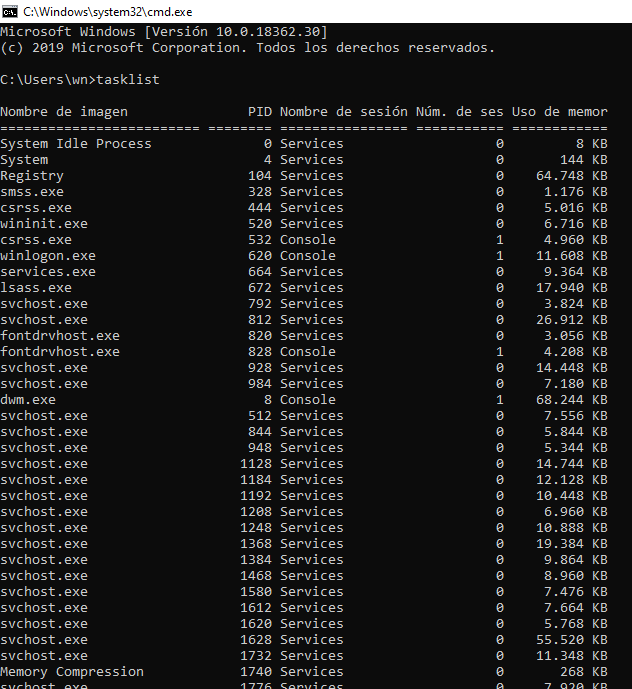 C:\Windows\system32\cmd.exe
Microsoft Windows [Versión 10.0.18362.30]
(c) 2019 Microsoft Corporation. Todos los derechos reservados.
C:\Users\wn>tasklist
Nombre de imagen               PID Nombre de sesión Núm. de ses Uso de memor
========================= ======== ================ =========== ============
System Idle Process              0 Services                   0         8 KB
System                           4 Services                   0       144 KB
Registry                       104 Services                   0    64.748 KB
smss.exe                       328 Services                   0     1.176 KB
csrss.exe                      444 Services                   0     5.016 KB
wininit.exe                    520 Services                   0     6.716 KB
csrss.exe                      532 Console                    1     4.960 KB
winlogon.exe                   620 Console                    1    11.608 KB
services.exe                   664 Services                   0     9.364 KB
lsass.exe                      672 Services                   0    17.940 KB
svchost.exe                    792 Services                   0     3.824 KB
svchost.exe                    812 Services                   0    26.912 KB
fontdrvhost.exe                820 Services                   0     3.056 KB
fontdrvhost.exe                828 Console                    1     4.208 KB
svchost.exe                    928 Services                   0    14.448 KB
svchost.exe                    984 Services                   0     7.180 KB
dwm.exe                          8 Console                    1    68.244 KB
svchost.exe                    512 Services                   0     7.556 KB
svchost.exe                    844 Services                   0     5.844 KB
svchost.exe                    948 Services                   0     5.344 KB
svchost.exe                   1128 Services                   0    14.744 KB
svchost.exe                   1184 Services                   0    12.128 KB
svchost.exe                   1192 Services                   0    10.448 KB
svchost.exe                   1208 Services                   0     6.960 KB
svchost.exe                   1248 Services                   0    10.888 KB
svchost.exe                   1368 Services                   0    19.384 KB
svchost.exe                   1384 Services                   0     9.864 KB
svchost.exe                   1468 Services                   0     8.960 KB
svchost.exe                   1580 Services                   0     7.476 KB
svchost.exe                   1612 Services                   0     7.664 KB
svchost.exe                   1620 Services                   0     5.768 KB
svchost.exe                   1628 Services                   0    55.520 KB
svchost.exe                   1732 Services                   0    11.348 KB
Memory Compression            1740 Services                   0       268 KB
svchost.exe                   1776 Services                   0     7.920 KB